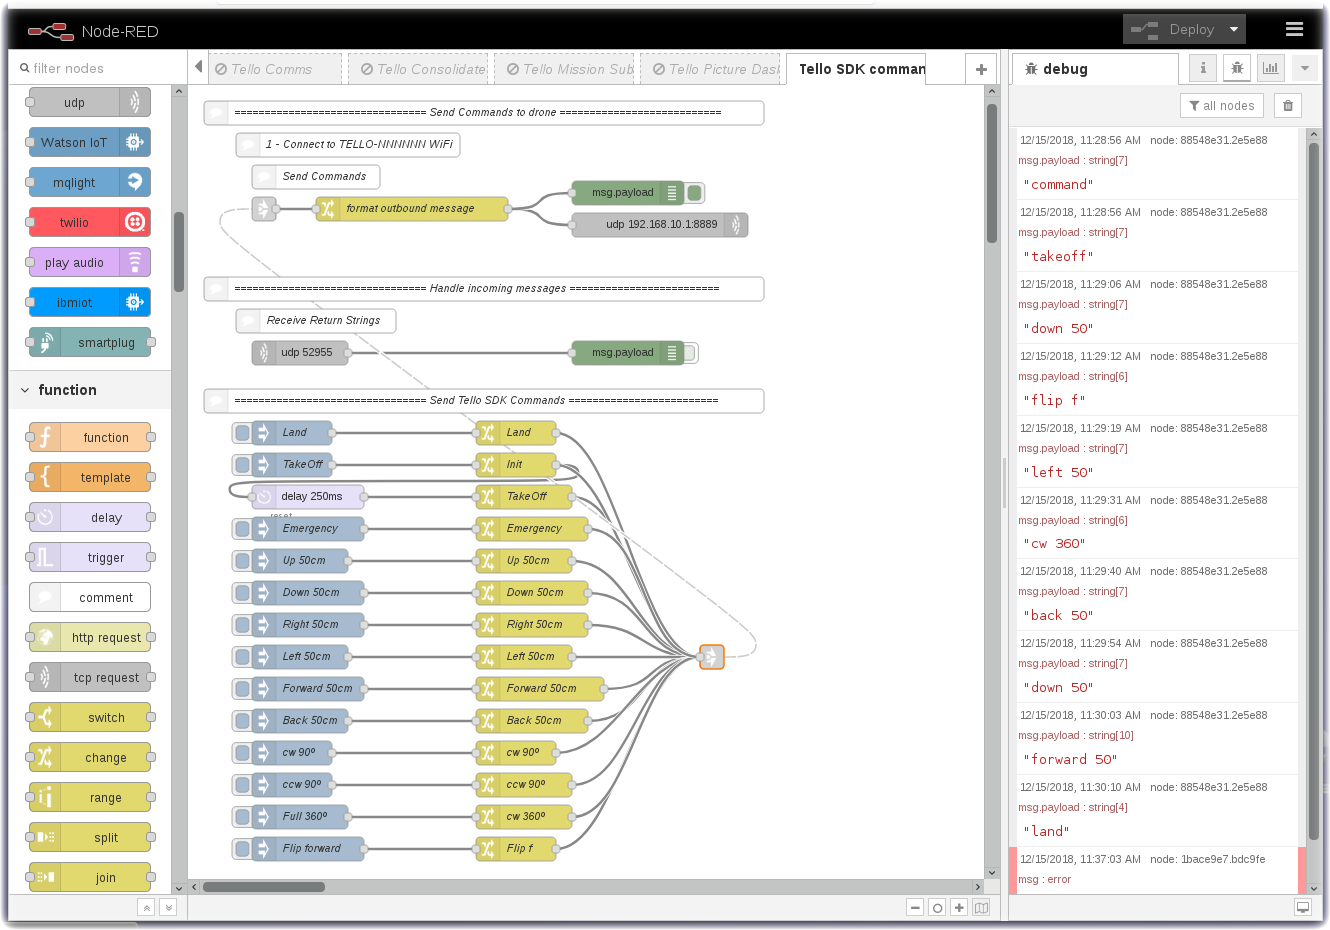 Node-RED
Deploy
filter nodes
Tello Comms
Tello Consolidate
Tello Mission Sub
Tello Picture Das
Tello SDK comman
debug
all nodes
udp
Watson IoT
mqlight
twilio
play audio
ibmiot
smartplug
function
function
template
delay
trigger
comment
http request
tcp request
switch
change
range
split
join
================================ Send Commands to drone ===========================
1 - Connect to TELLO-NNNNNN WiFi
Send Commands
format outbound message
msg.payload
udp 192.168.10.1:8889
================================ Handle incoming messages =========================
Receive Return Strings
udp 52955
msg.payload
================================ Send Tello SDK Commands =========================
Land
Land
TakeOff
Init
delay 250ms
TakeOff
reset
Emergency
Emergency
Up 50cm
Up 50cm
Down 50cm
Down 50cm
Right 50cm
Right 50cm
Left 50cm
Left 50cm
Forward 50cm
Forward 50cm
Back 50cm
Back 50cm
cw 90º
cw 90º
ccw 90º
ccw 90º
Full 360º
cw 360º
Flip forward
Flip f
12/15/2018, 11:28:56 AM node: 88548e31.2e5e88
msg.payload : string[7]
"command"
12/15/2018, 11:28:56 AM node: 88548e31.2e5e88
msg.payload : string[7]
"takeoff"
12/15/2018, 11:29:06 AM node: 88548e31.2e5e88
msg.payload : string[7]
"down 50"
12/15/2018, 11:29:12 AM node: 88548e31.2e5e88
msg.payload : string[6]
"flip f"
12/15/2018, 11:29:19 AM node: 88548e31.2e5e88
msg.payload : string[7]
"left 50"
12/15/2018, 11:29:31 AM node: 88548e31.2e5e88
msg.payload : string[6]
"cw 360"
12/15/2018, 11:29:40 AM node: 88548e31.2e5e88
msg.payload : string[7]
"back 50"
12/15/2018, 11:29:54 AM node: 88548e31.2e5e88
msg.payload : string[7]
"down 50"
12/15/2018, 11:30:03 AM node: 88548e31.2e5e88
msg.payload : string[10]
"forward 50"
12/15/2018, 11:30:10 AM node: 88548e31.2e5e88
msg.payload : string[4]
"land"
12/15/2018, 11:37:03 AM node: 1bace9e7.bdc9fe
msg : error